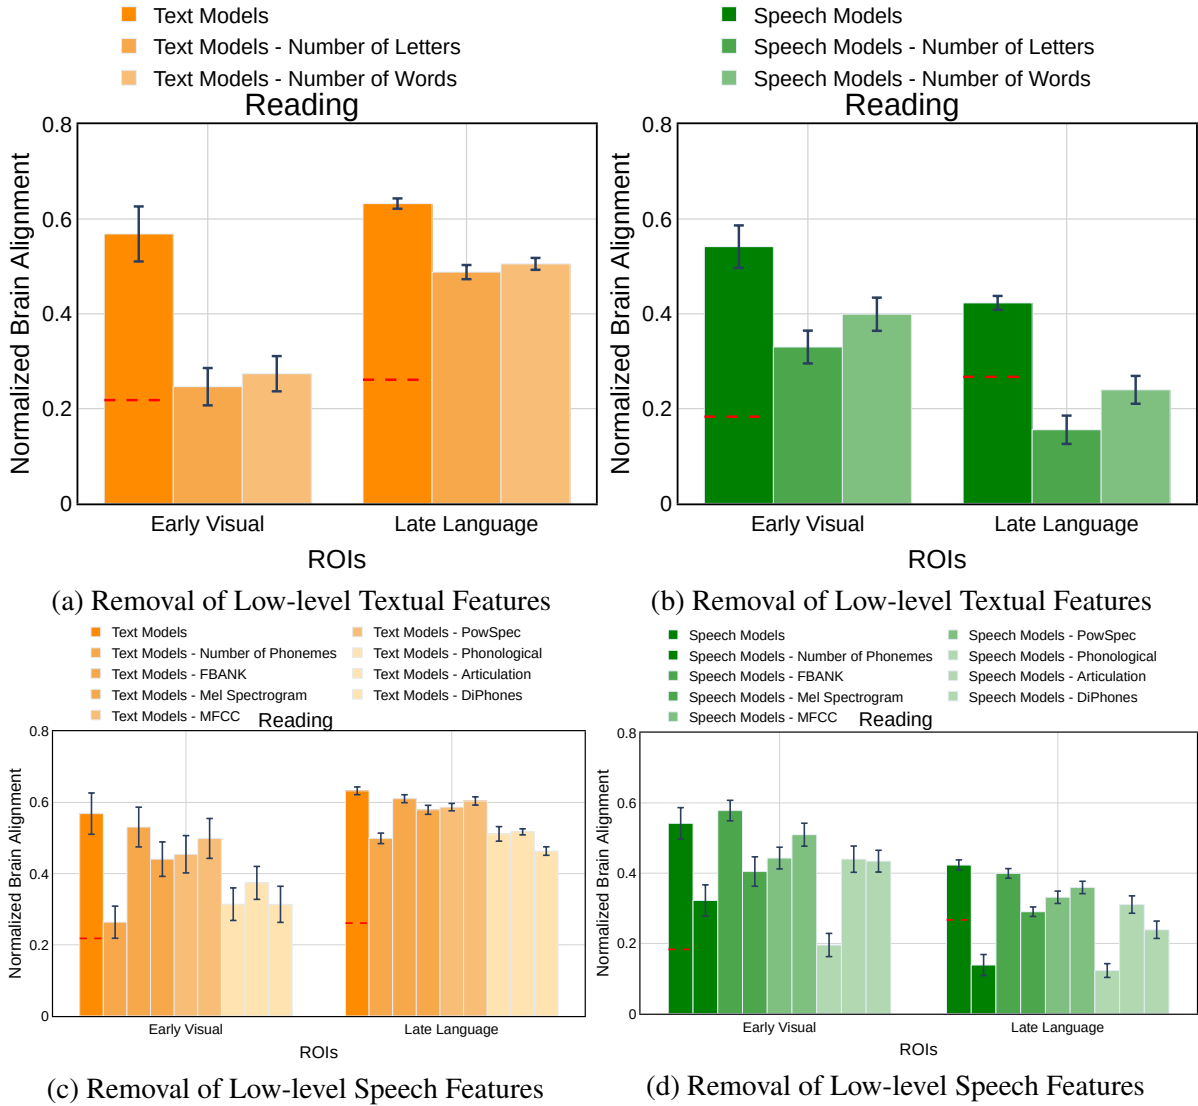 Text Models
Text Models - Number of Letters
Text Models - Number of Words
Reading
0.8
0.6
0.4
0.2
0
Normalized Brain Alignment
Early Visual
Late Language
ROIs
(a) Removal of Low-level Textual Features
Speech Models
Speech Models - Number of Letters
Speech Models - Number of Words
Reading
0.8
0.6
0.4
0.2
0
Normalized Brain Alignment
Early Visual
Late Language
ROIs
(b) Removal of Low-level Textual Features
Text Models
Text Models - Number of Phonemes
Text Models - FBANK
Text Models - Mel Spectrogram
Text Models - MFCC
Text Models - PowSpec
Text Models - Phonological
Text Models - Articulation
Text Models - DiPhones
Reading
0.8
0.6
0.4
0.2
0
Normalized Brain Alignment
Early Visual
Late Language
ROIs
(c) Removal of Low-level Speech Features
Speech Models
Speech Models - Number of Phonemes
Speech Models - FBANK
Speech Models - Mel Spectrogram
Speech Models - MFCC
Speech Models - PowSpec
Speech Models - Phonological
Speech Models - Articulation
Speech Models - DiPhones
Reading
0.8
0.6
0.4
0.2
0
Normalized Brain Alignment
Early Visual
Late Language
ROIs
(d) Removal of Low-level Speech Features